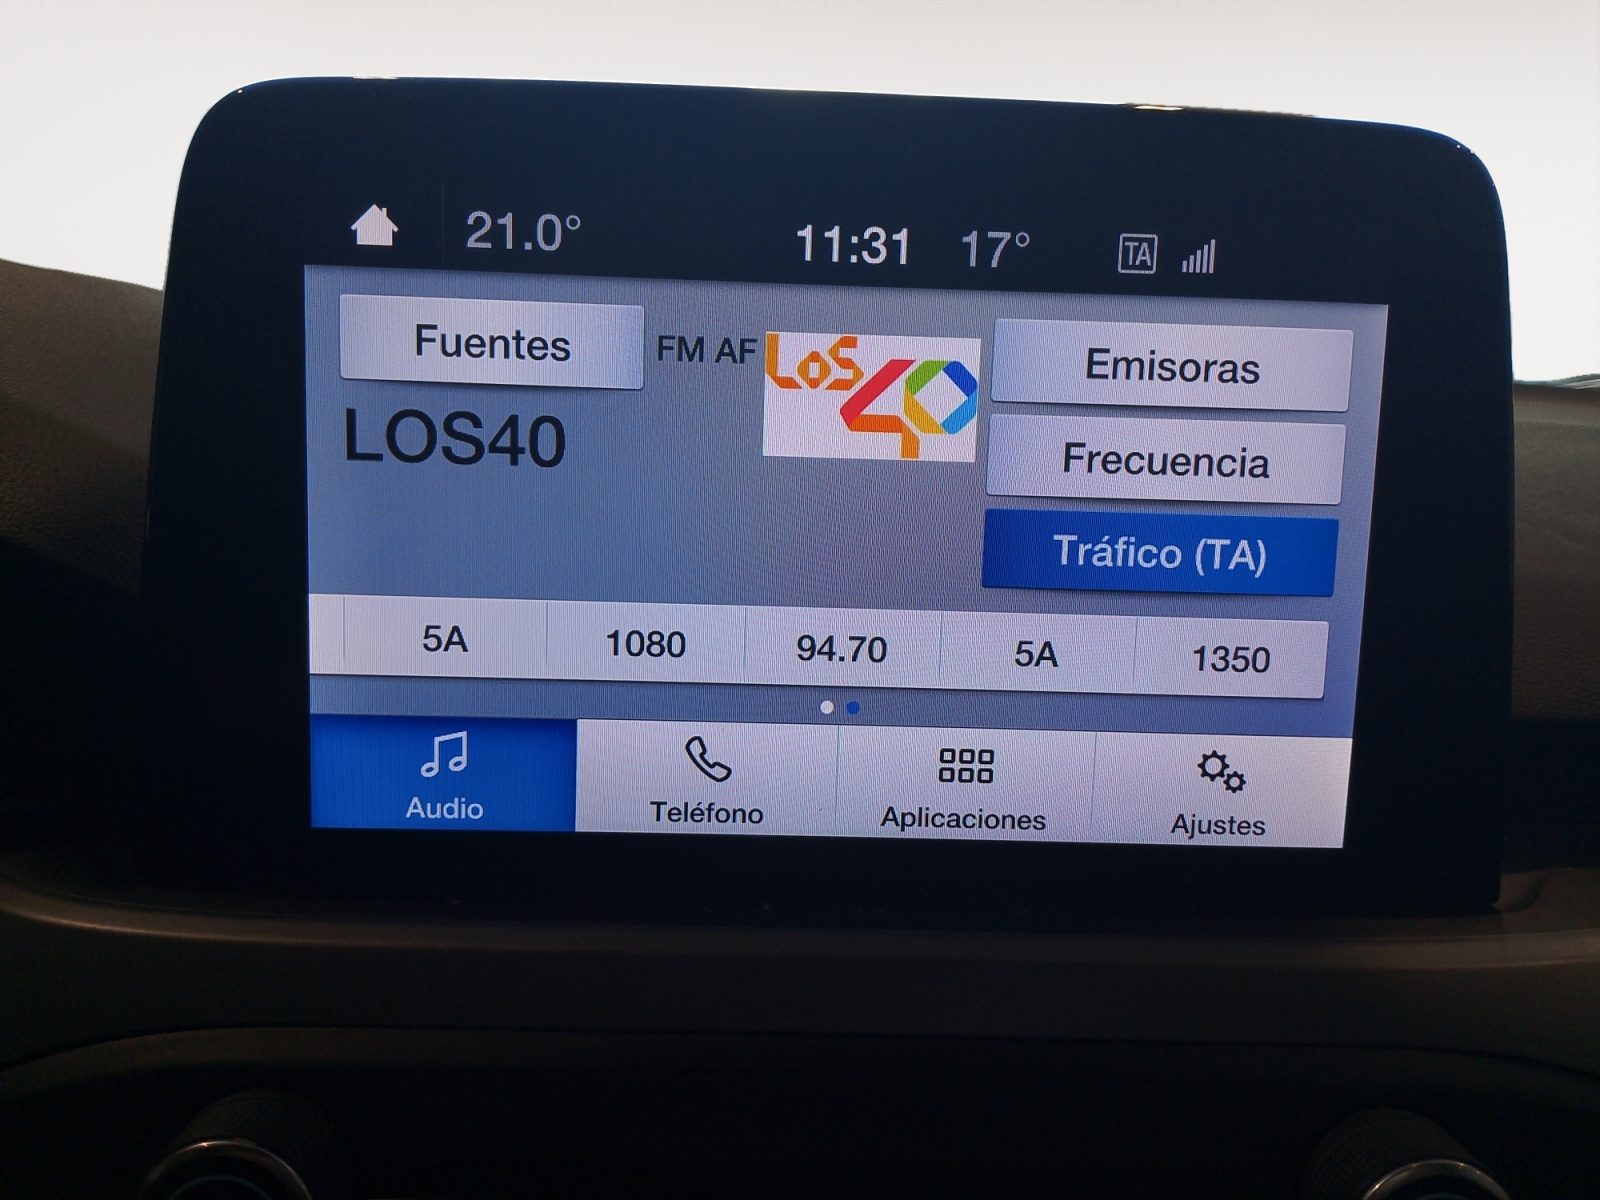 21.0° 11:31 17° TA
Fuentes FM AF LOS 40 Emisoras
LOS40 Frecuencia
Tráfico (TA)
5A 1080 94.70 5A 1350
Audio Teléfono Aplicaciones Ajustes